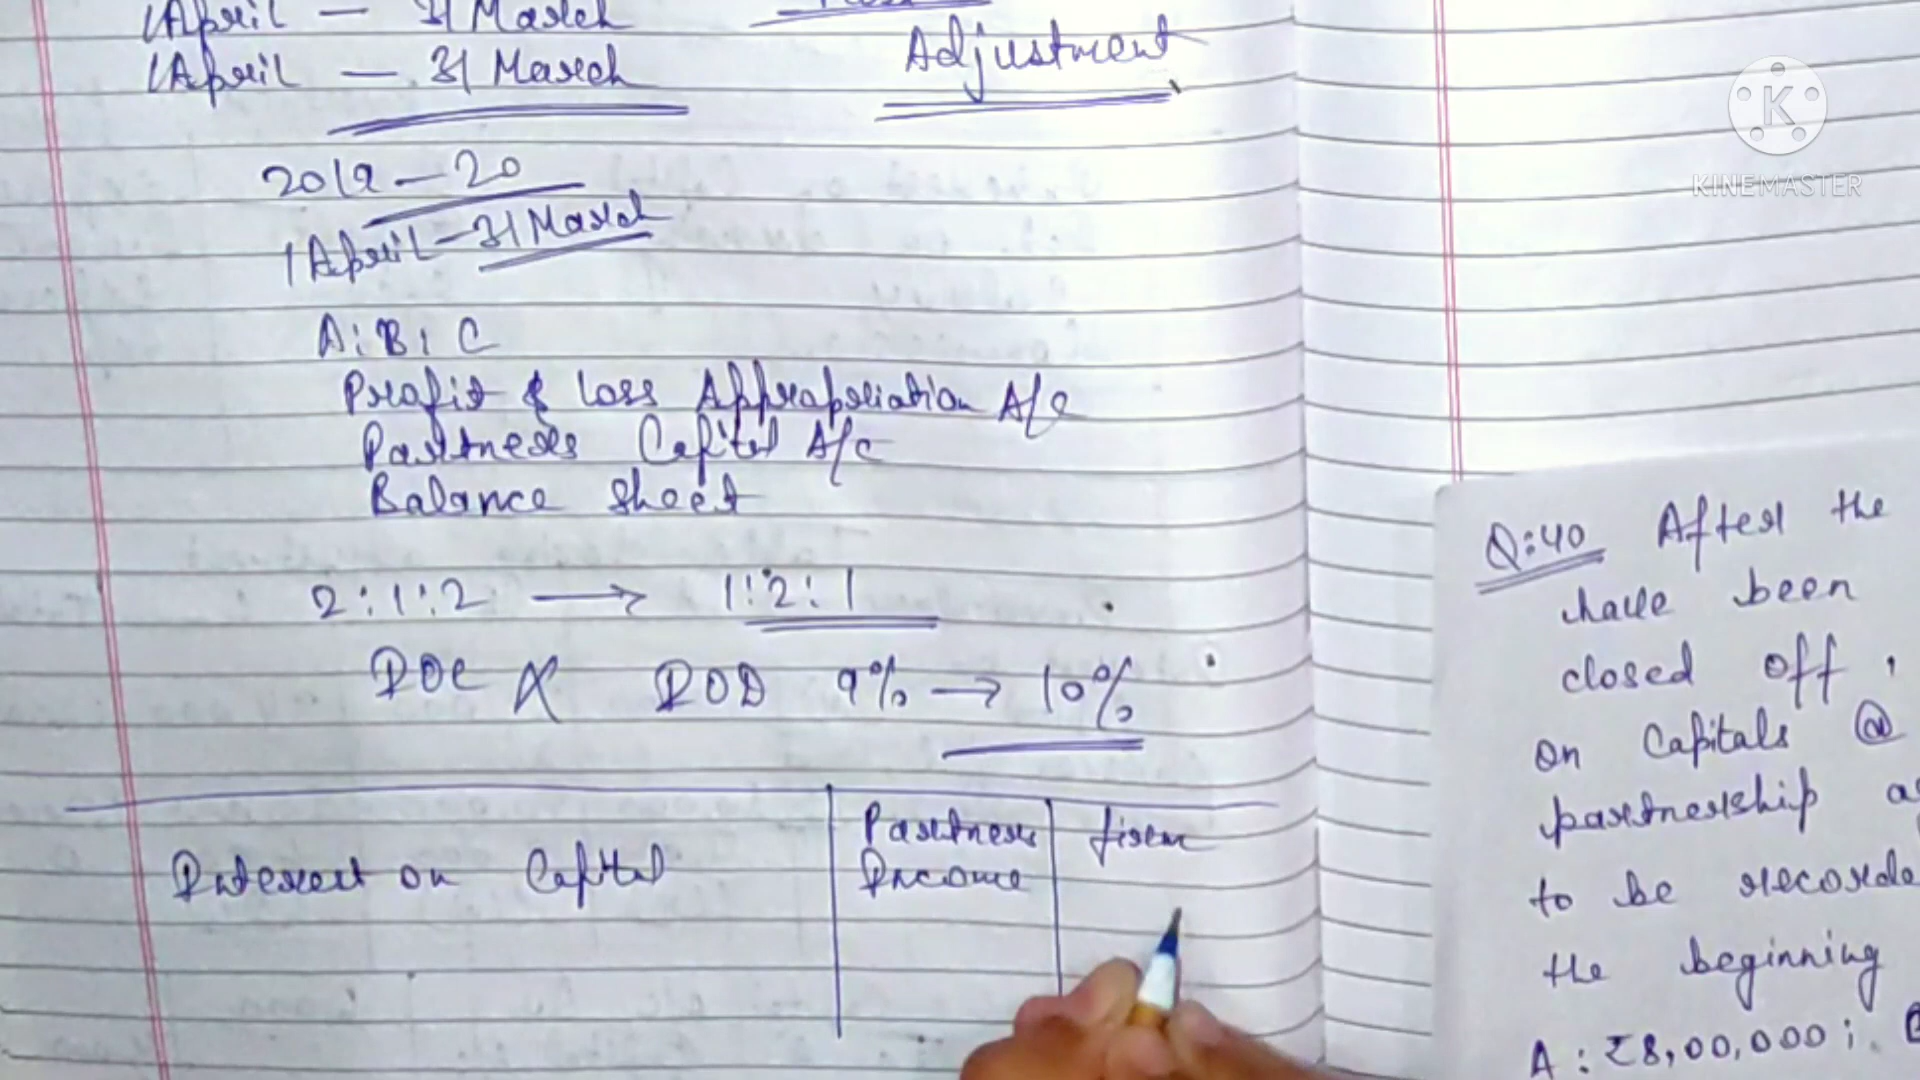 1 April — 31 March
1 April — 31 March
Adjustment
2019 — 20
1 April — 31 March
A : B : C
Profit & Loss Appropriation A/c
Partners Capital A/c
Balance Sheet
2 : 1 : 2 → 1 : 2 : 1
IOC X IOD 9% → 10%
Interest on Capital
Partners Income
firm
Q:40 After the
have been
closed off ,
on Capitals @
partnership
to be
the beginning
A : ₹8,00,000 ;
K
KINEMASTER